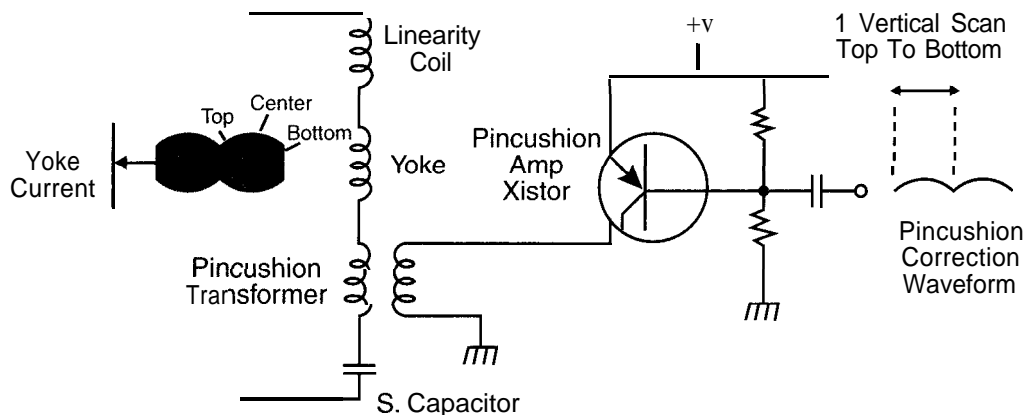 Linearity
Coil
+v
1 Vertical Scan
Top To Bottom
Top
Center
Bottom
Yoke
Current
Yoke
Pincushion
Amp
Xistor
Pincushion
Transformer
Pincushion
Correction
Waveform
S. Capacitor